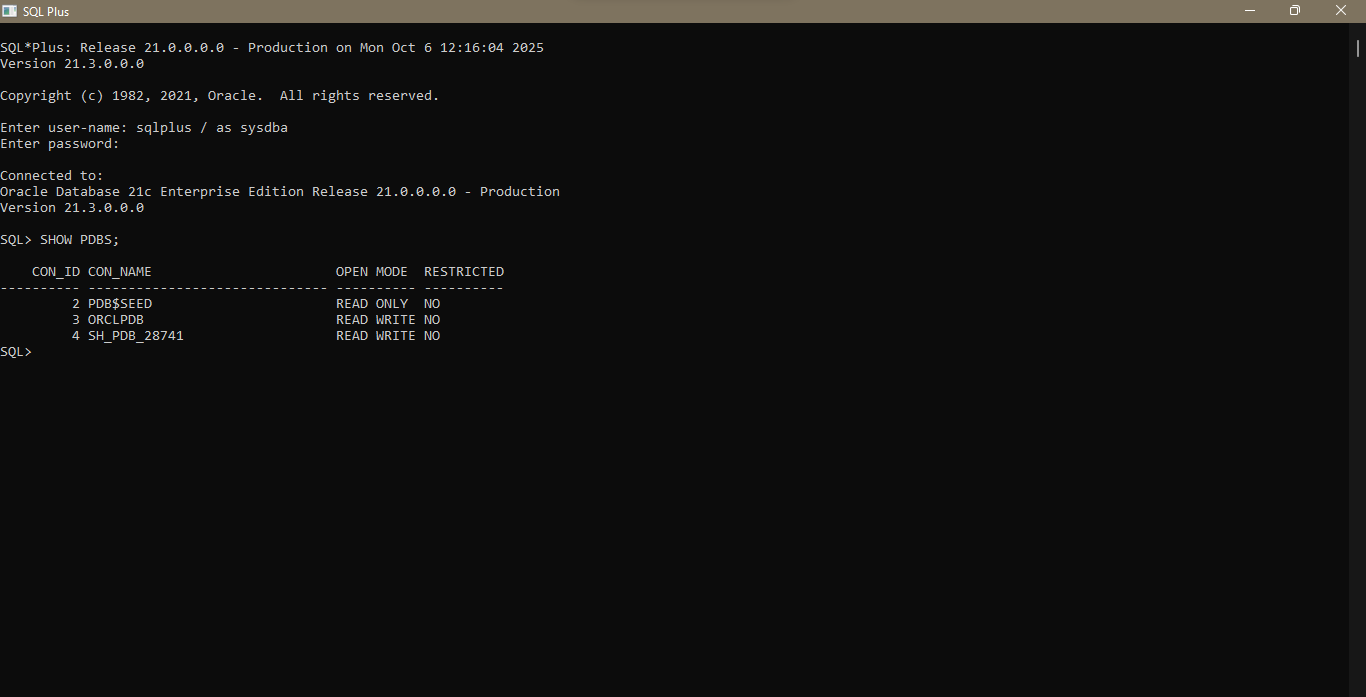 SQL Plus
SQL*Plus: Release 21.0.0.0.0 - Production on Mon Oct 6 12:16:04 2025
Version 21.3.0.0.0
Copyright (c) 1982, 2021, Oracle.  All rights reserved.
Enter user-name: sqlplus / as sysdba
Enter password:
Connected to:
Oracle Database 21c Enterprise Edition Release 21.0.0.0.0 - Production
Version 21.3.0.0.0
SQL> SHOW PDBS;
    CON_ID CON_NAME                       OPEN MODE  RESTRICTED
---------- ------------------------------ ---------- ----------
         2 PDB$SEED                       READ ONLY  NO
         3 ORCLPDB                        READ WRITE NO
         4 SH_PDB_28741                   READ WRITE NO
SQL>